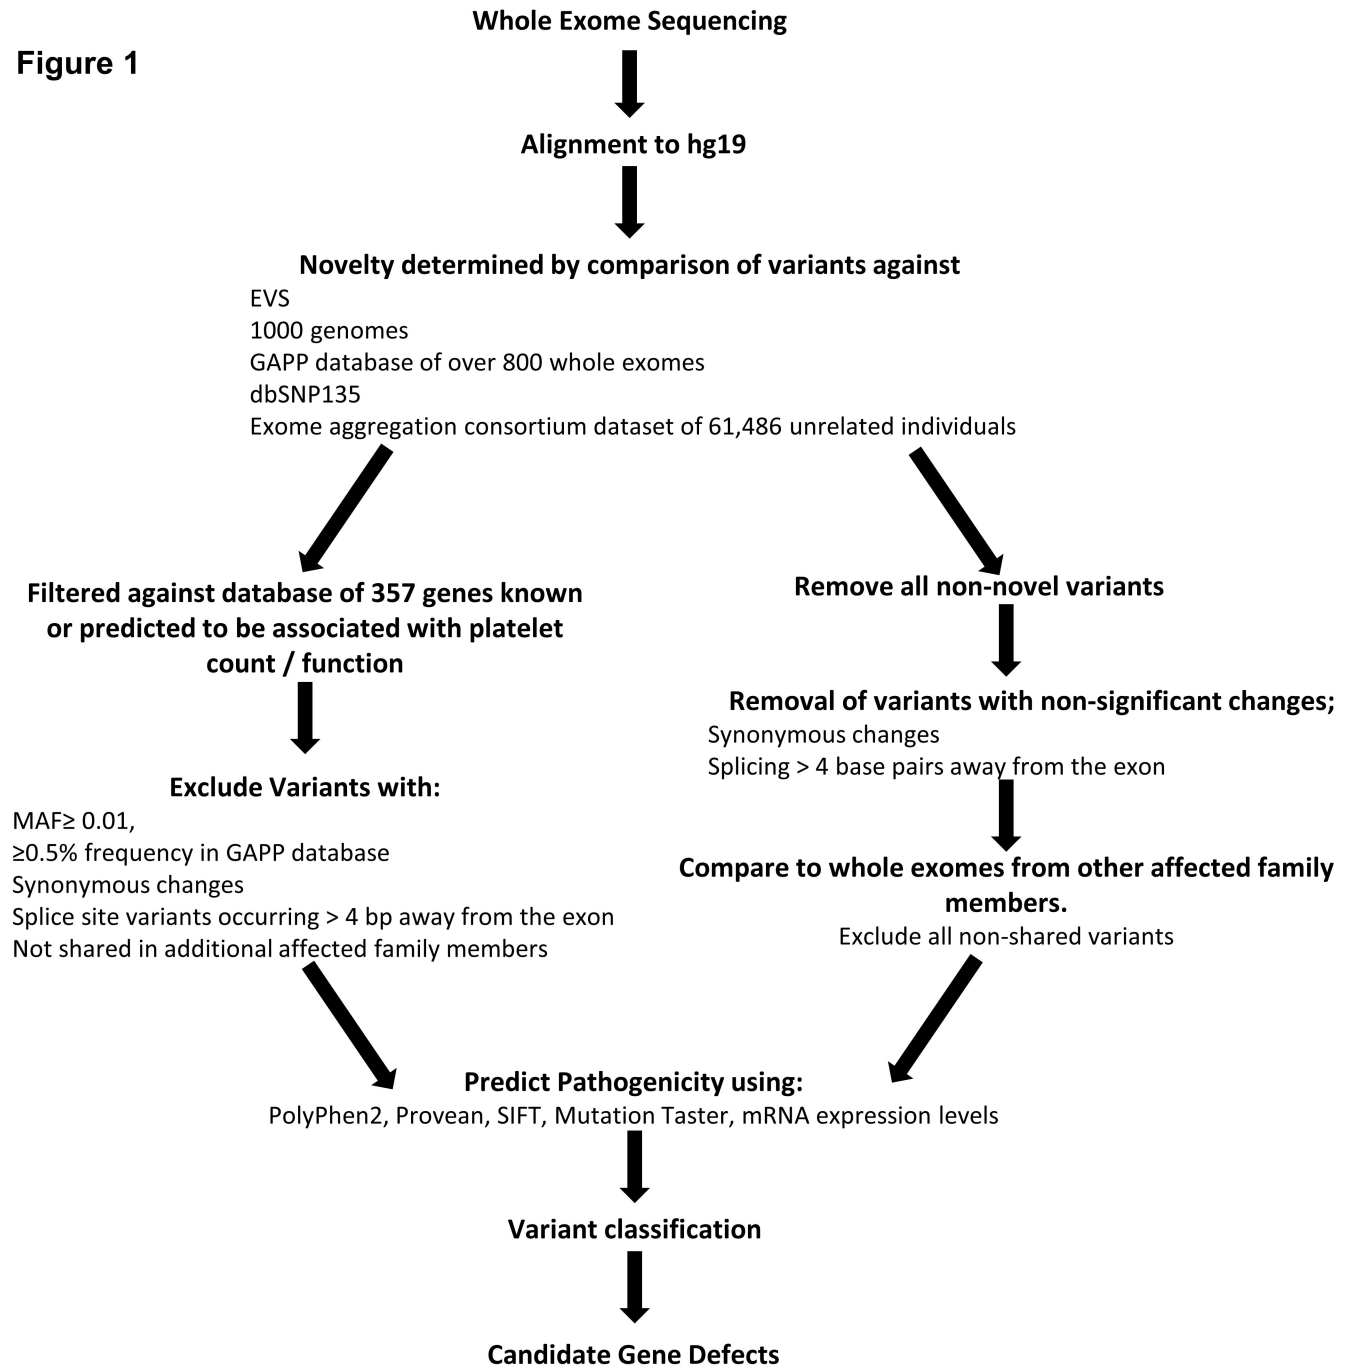 Whole Exome Sequencing
Figure 1
Alignment to hg19
Novelty determined by comparison of variants against
EVS
1000 genomes
GAPP database of over 800 whole exomes
dbSNP135
Exome aggregation consortium dataset of 61,486 unrelated individuals
Filtered against database of 357 genes known
or predicted to be associated with platelet
count / function
Exclude Variants with:
MAF≥ 0.01,
≥0.5% frequency in GAPP database
Synonymous changes
Splice site variants occurring > 4 bp away from the exon
Not shared in additional affected family members
Remove all non-novel variants
Removal of variants with non-significant changes;
Synonymous changes
Splicing > 4 base pairs away from the exon
Compare to whole exomes from other affected family
members.
Exclude all non-shared variants
Predict Pathogenicity using:
PolyPhen2, Provean, SIFT, Mutation Taster, mRNA expression levels
Variant classification
Candidate Gene Defects